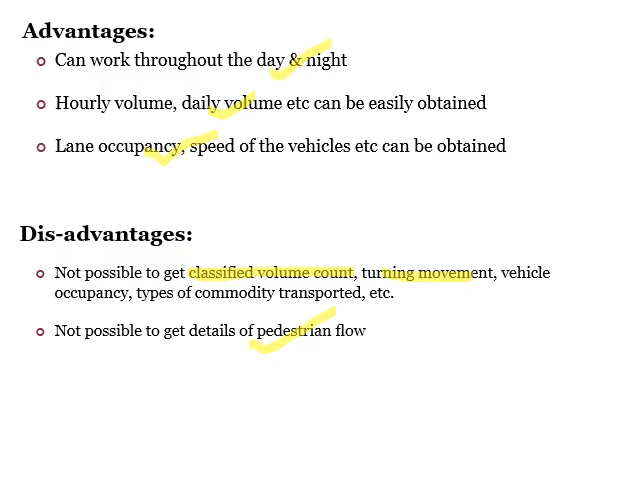 Advantages:
Can work throughout the day & night
Hourly volume, daily volume etc can be easily obtained
Lane occupancy, speed of the vehicles etc can be obtained
Dis-advantages:
Not possible to get classified volume count, turning movement, vehicle
occupancy, types of commodity transported, etc.
Not possible to get details of pedestrian flow